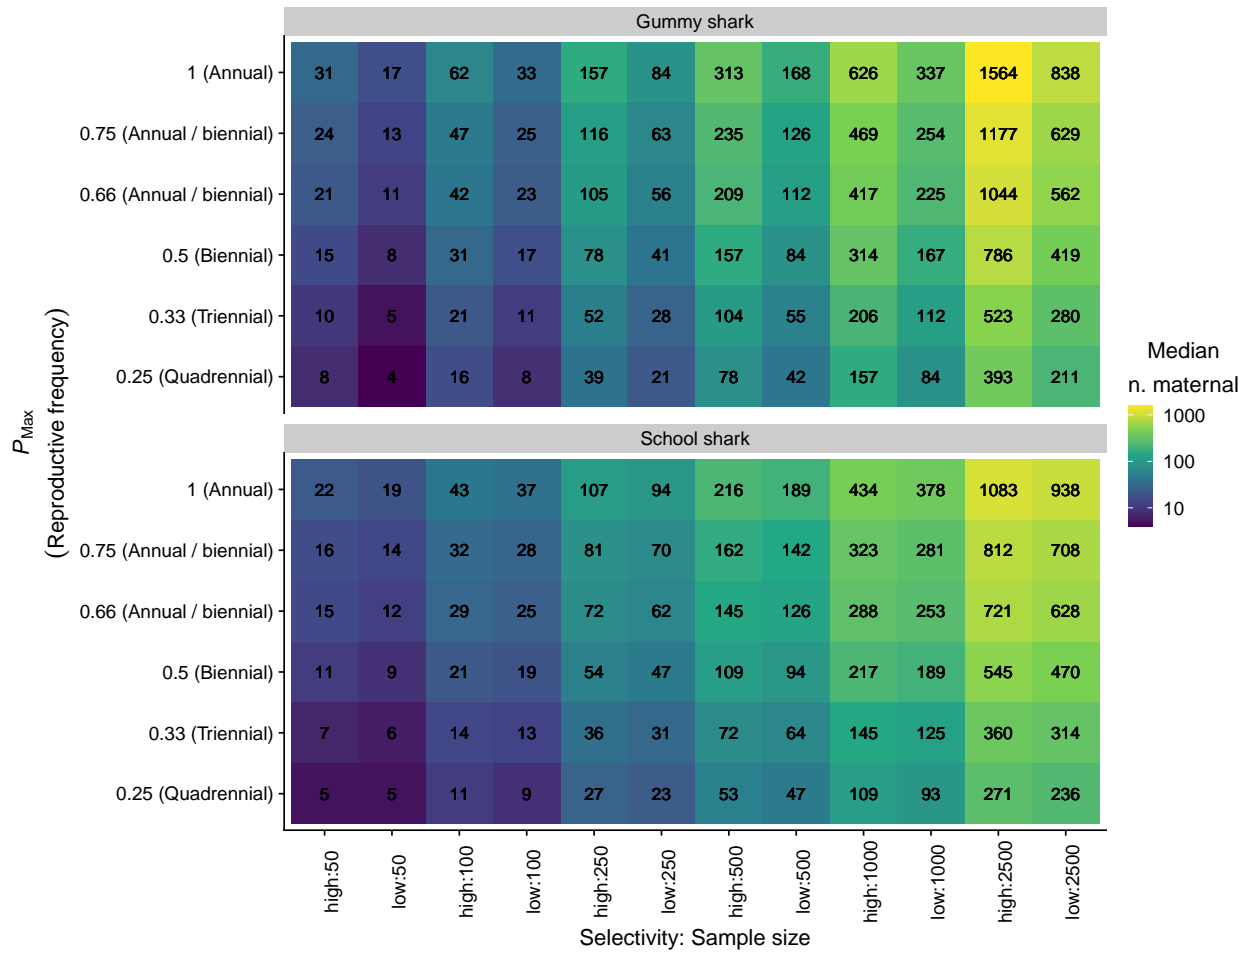 Gummy shark
1 (Annual) 31 17 62 33 157 84 313 168 626 337 1564 838
0.75 (Annual / biennial) 24 13 47 25 116 63 235 126 469 254 1177 629
0.66 (Annual / biennial) 21 11 42 23 105 56 209 112 417 225 1044 562
0.5 (Biennial) 15 8 31 17 78 41 157 84 314 167 786 419
0.33 (Triennial) 10 5 21 11 52 28 104 55 206 112 523 280
0.25 (Quadrennial) 8 4 16 8 39 21 78 42 157 84 393 211
School shark
1 (Annual) 22 19 43 37 107 94 216 189 434 378 1083 938
0.75 (Annual / biennial) 16 14 32 28 81 70 162 142 323 281 812 708
0.66 (Annual / biennial) 15 12 29 25 72 62 145 126 288 253 721 628
0.5 (Biennial) 11 9 21 19 54 47 109 94 217 189 545 470
0.33 (Triennial) 7 6 14 13 36 31 72 64 145 125 360 314
0.25 (Quadrennial) 5 5 11 9 27 23 53 47 109 93 271 236
high:50 low:50 high:100 low:100 high:250 low:250 high:500 low:500 high:1000 low:1000 high:2500 low:2500
Selectivity: Sample size
PMax
(Reproductive frequency)
Median
n. maternal
1000
100
10